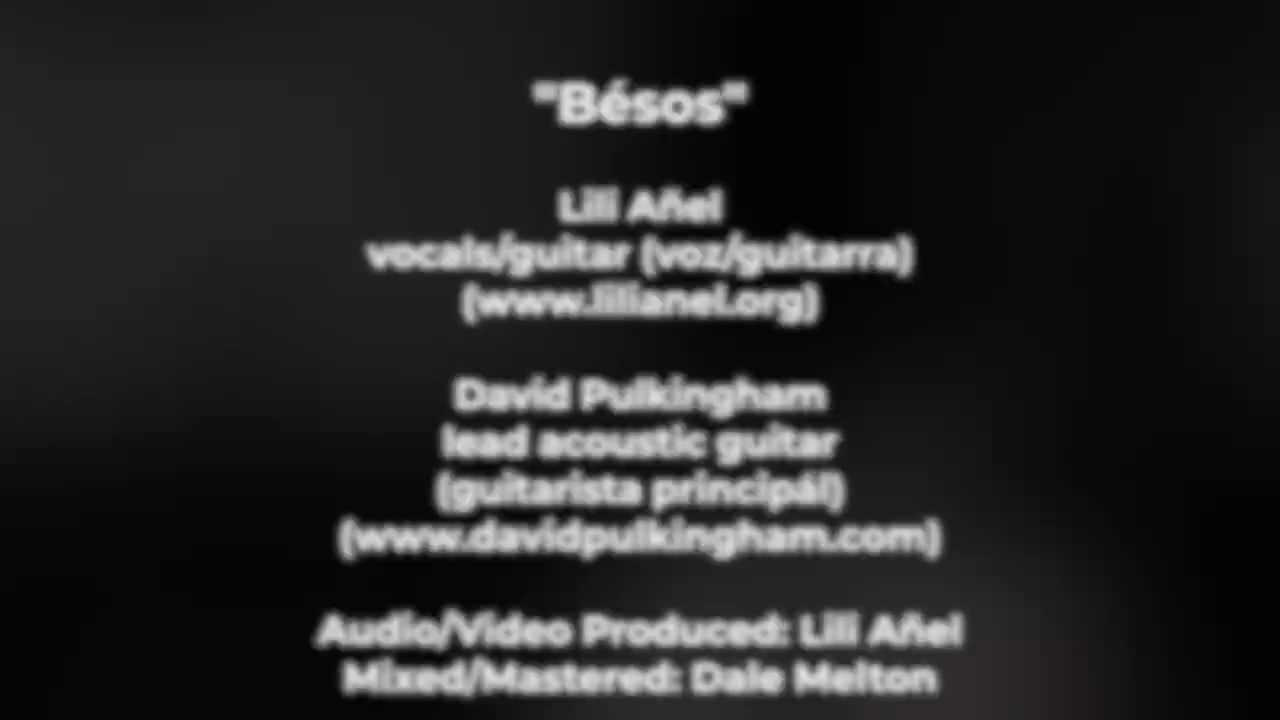 "Bésos"
Lili Añel
vocals/guitar (voz/guitarra)
(www.lilianel.org)
David Pulkingham
lead acoustic guitar
(guitarista principál)
(www.davidpulkingham.com)
Audio/Video Produced: Lili Añel
Mixed/Mastered: Dale Melton